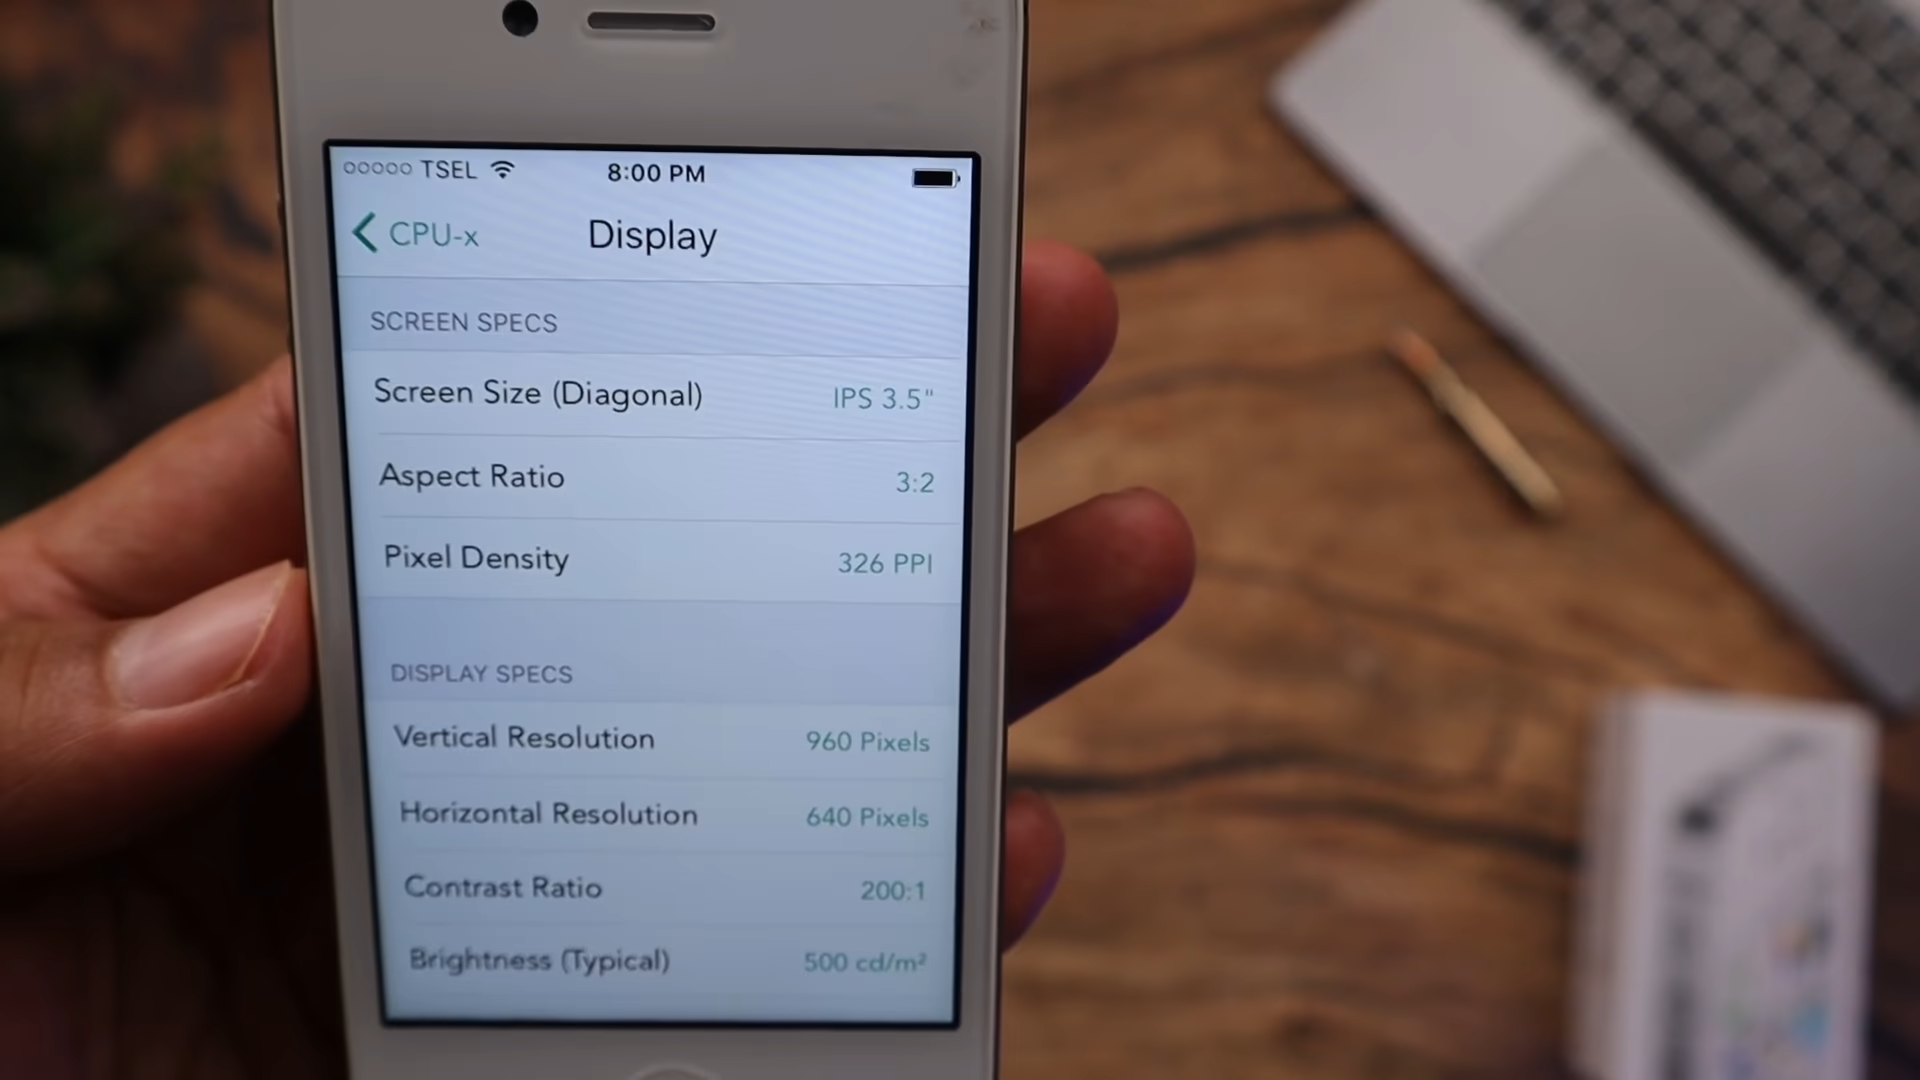 TSEL 8:00 PM
CPU-x Display
SCREEN SPECS
Screen Size (Diagonal) IPS 3.5"
Aspect Ratio 3:2
Pixel Density 326 PPI
DISPLAY SPECS
Vertical Resolution 960 Pixels
Horizontal Resolution 640 Pixels
Contrast Ratio 200:1
Brightness (Typical) 500 cd/m²